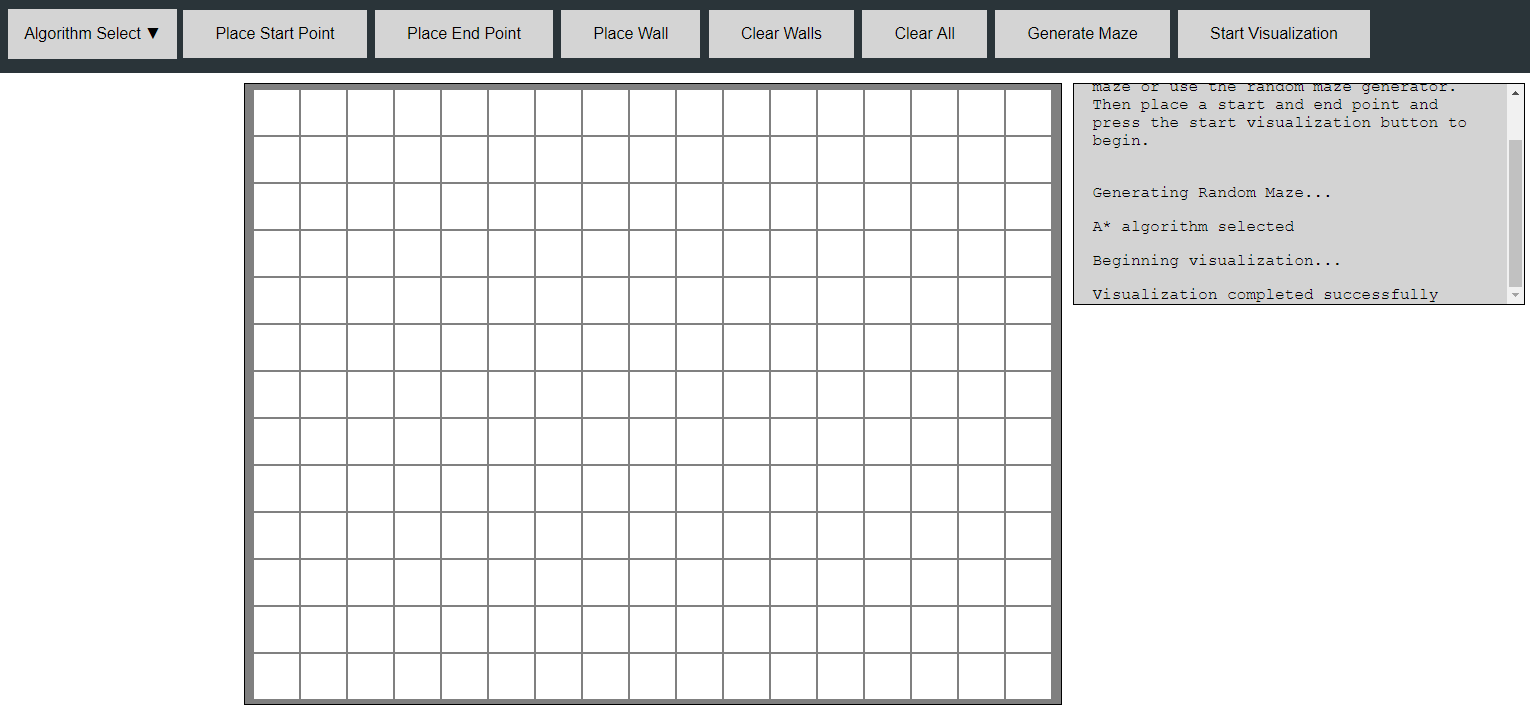 Algorithm Select ▼ Place Start Point Place End Point Place Wall Clear Walls Clear All Generate Maze Start Visualization
maze or use the random maze generator.
Then place a start and end point and
press the start visualization button to
begin.
Generating Random Maze...
A* algorithm selected
Beginning visualization...
Visualization completed successfully